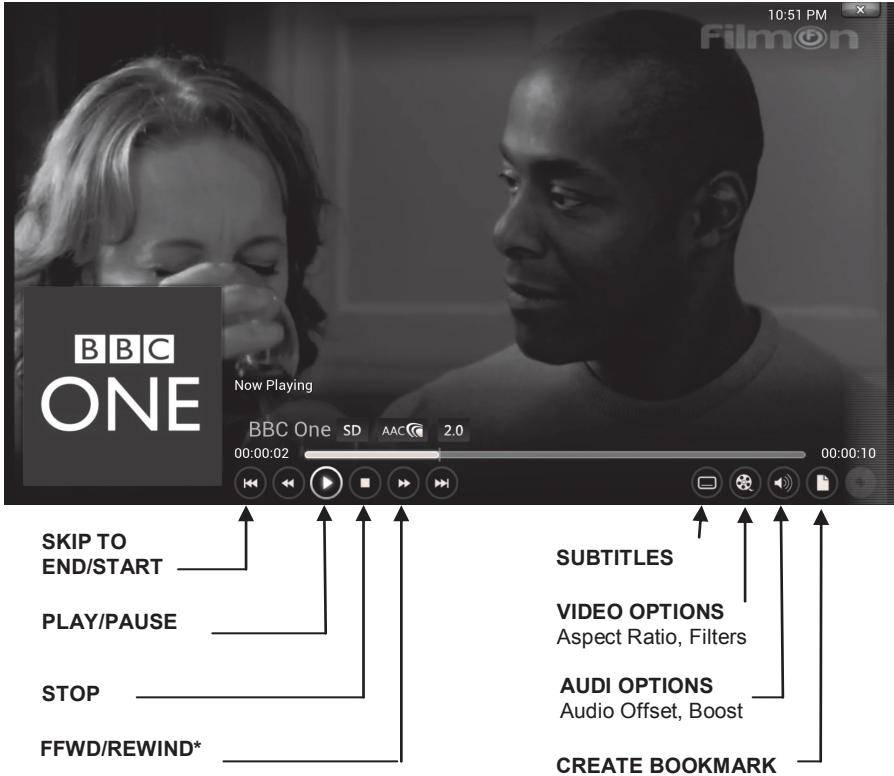 10:51 PM
FilmOn
BBC
ONE
Now Playing
BBC One SD AAC 2.0
00:00:02 00:00:10
SKIP TO
END/START
PLAY/PAUSE
STOP
FFWD/REWIND*
SUBTITLES
VIDEO OPTIONS
Aspect Ratio, Filters
AUDI OPTIONS
Audio Offset, Boost
CREATE BOOKMARK